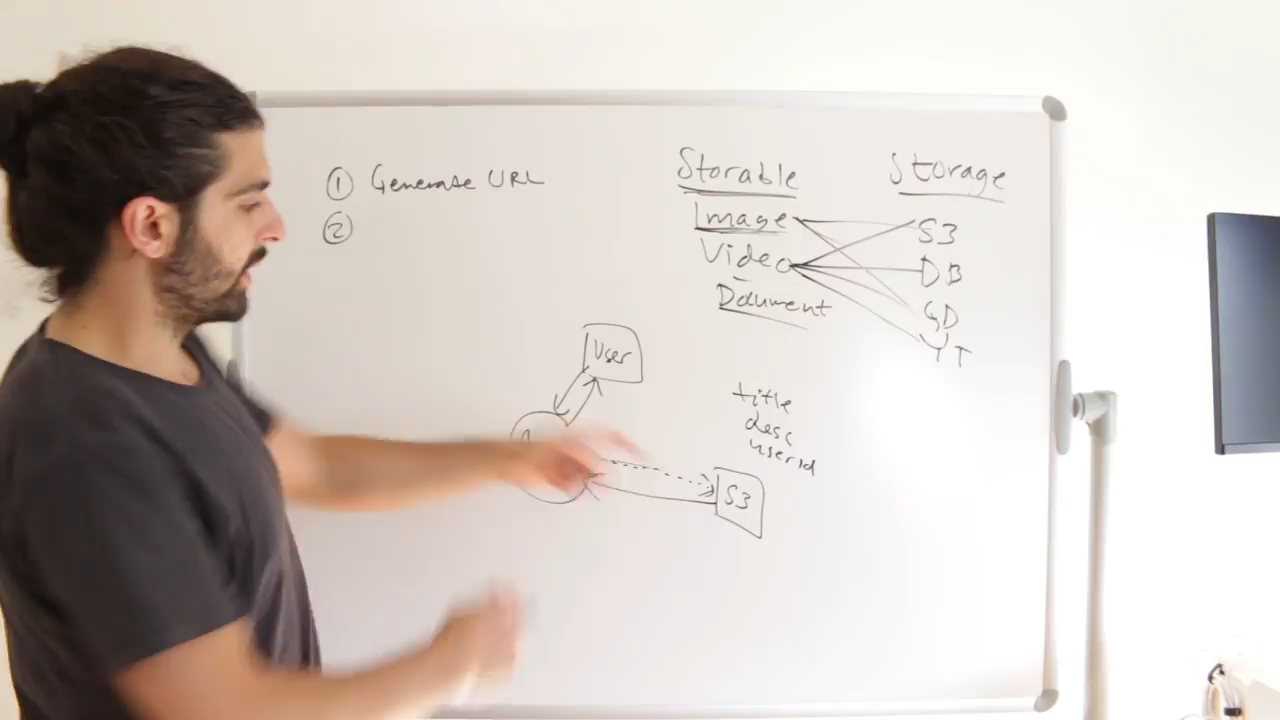 ① Generate URL
②
Storable
Image
Video
Document
Storage
S3
DB
GD
YT
User
title
desc
userid
S3